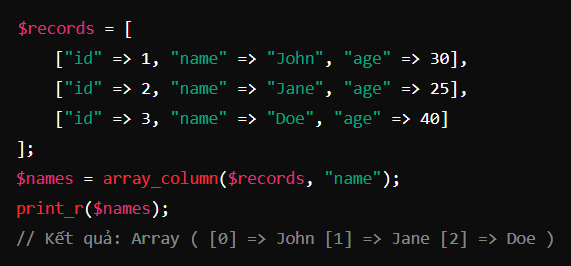 $records = [
    ["id" => 1, "name" => "John", "age" => 30],
    ["id" => 2, "name" => "Jane", "age" => 25],
    ["id" => 3, "name" => "Doe", "age" => 40]
];
$names = array_column($records, "name");
print_r($names);
// Kết quả: Array ( [0] => John [1] => Jane [2] => Doe )